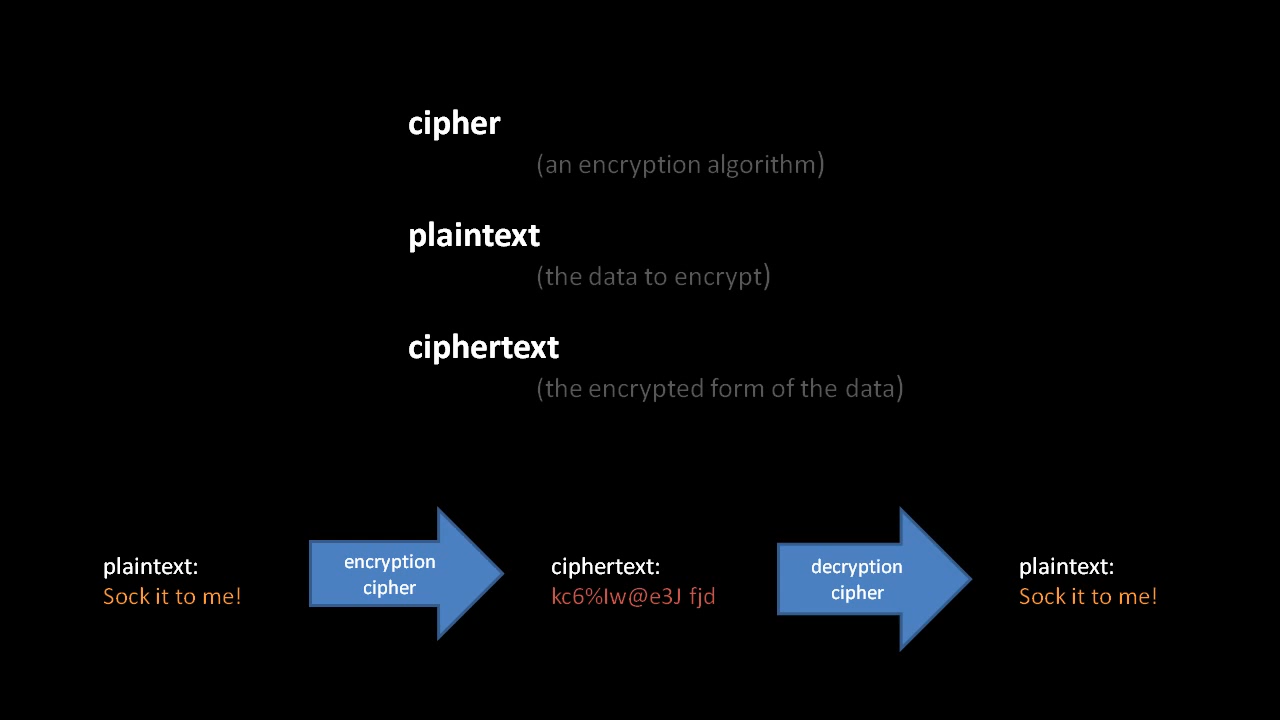 cipher
(an encryption algorithm)
plaintext
(the data to encrypt)
ciphertext
(the encrypted form of the data)
plaintext:
Sock it to me!
encryption
cipher
ciphertext:
kc6%Iw@e3J fjd
decryption
cipher
plaintext:
Sock it to me!